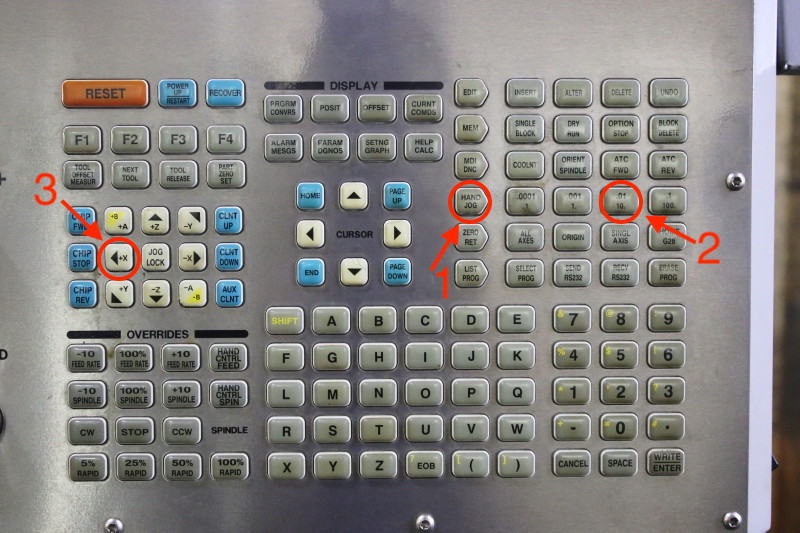 DISPLAY
RESET
POWER
UP
RESTART
RECOVER
PRGRM
CONVRS
POSIT
OFFSET
CURNT
COMDS
EDIT
INSERT
ALTER
DELETE
UNDO
F1
F2
F3
F4
ALARM
MESGS
PARAM
DGNOS
SETNG
GRAPH
HELP
CALC
MEM
SINGLE
BLOCK
DRY
RUN
OPTION
STOP
BLOCK
DELETE
TOOL
OFFSET
MEASUR
NEXT
TOOL
TOOL
RELEASE
PART
ZERO
SET
MDI
DNC
COOLNT
ORIENT
SPINDLE
ATC
FWD
ATC
REV
3
HOME
PAGE
UP
HAND
JOG
.0001
.1
.001
1.
.01
10.
.1
100.
CHIP
FWD
+B
+A
+Z
-Y
CLNT
UP
CURSOR
ZERO
RET
ALL
AXES
ORIGIN
SINGL
AXIS
G28
2
CHIP
STOP
+X
JOG
LOCK
-X
CLNT
DOWN
END
PAGE
DOWN
1
LIST
PROG
SELECT
PROG
SEND
RS232
RECV
RS232
ERASE
PROG
CHIP
REV
+Y
-Z
-A
-B
AUX
CLNT
OVERRIDES
SHIFT
A
B
C
D
E
7
8
9
-10
FEED RATE
100%
FEED RATE
+10
FEED RATE
HAND
CNTRL
FEED
F
G
H
I
J
K
4
5
6
-10
SPINDLE
100%
SPINDLE
+10
SPINDLE
HAND
CNTRL
SPIN
L
M
N
O
P
Q
1
2
3
CW
STOP
CCW
SPINDLE
R
S
T
U
V
W
-
0
.
5%
RAPID
25%
RAPID
50%
RAPID
100%
RAPID
X
Y
Z
EOB
(
)
CANCEL
SPACE
WRITE
ENTER